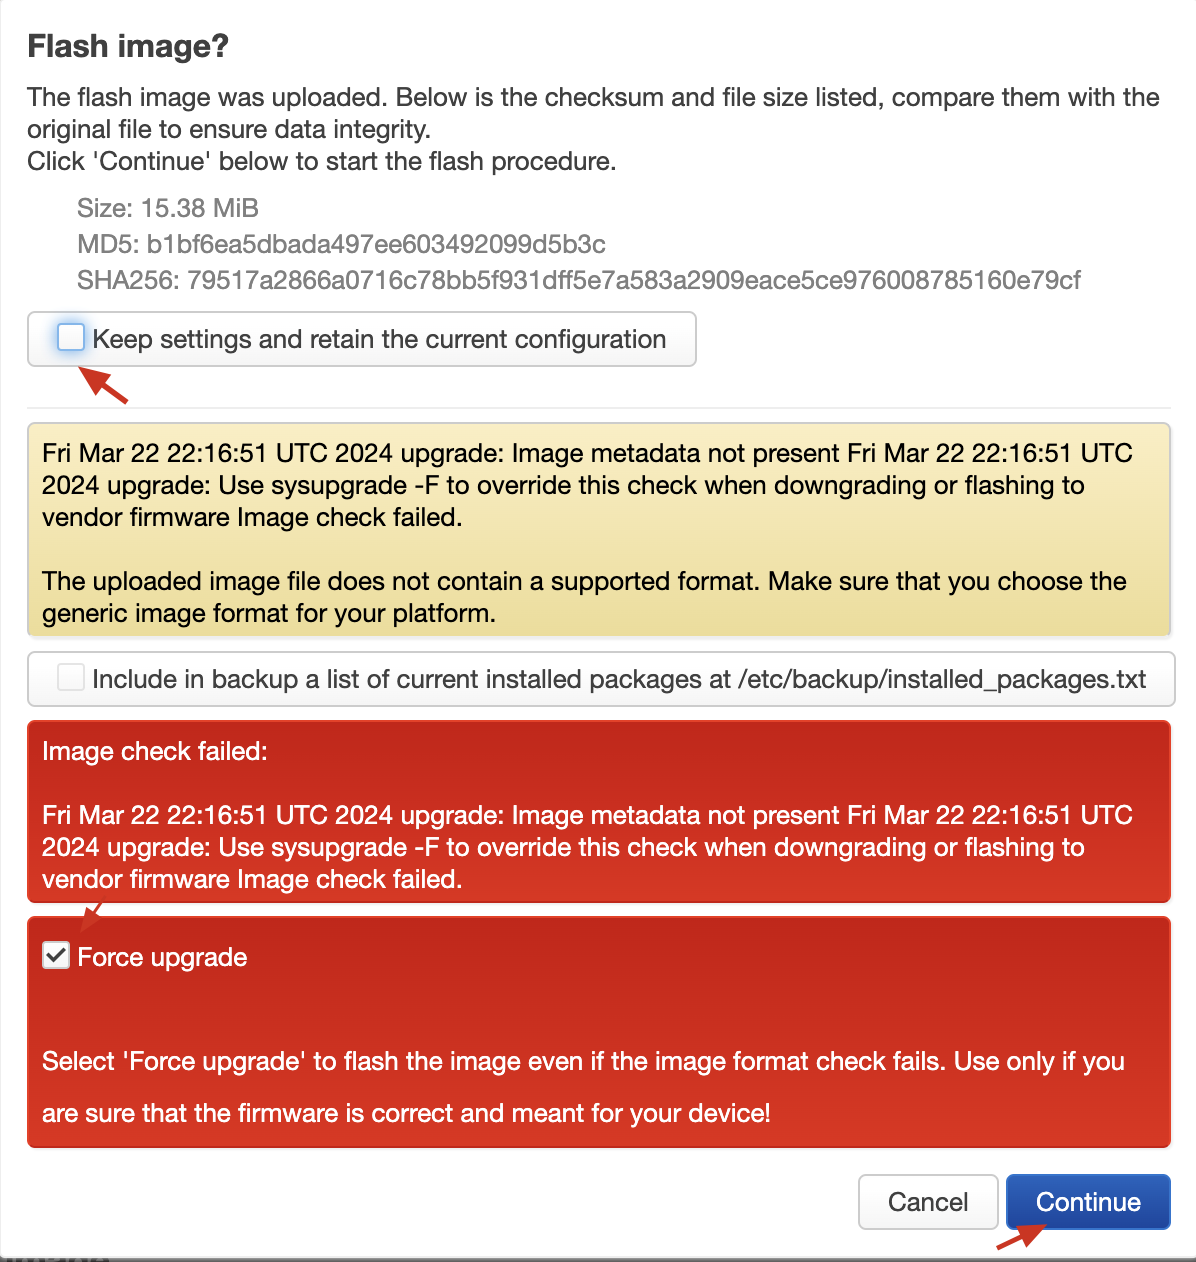 Flash image?
The flash image was uploaded. Below is the checksum and file size listed, compare them with the
original file to ensure data integrity.
Click 'Continue' below to start the flash procedure.
Size: 15.38 MiB
MD5: b1bf6ea5dbada497ee603492099d5b3c
SHA256: 79517a2866a0716c78bb5f931dff5e7a583a2909eace5ce976008785160e79cf
Keep settings and retain the current configuration
Fri Mar 22 22:16:51 UTC 2024 upgrade: Image metadata not present Fri Mar 22 22:16:51 UTC
2024 upgrade: Use sysupgrade -F to override this check when downgrading or flashing to
vendor firmware Image check failed.
The uploaded image file does not contain a supported format. Make sure that you choose the
generic image format for your platform.
Include in backup a list of current installed packages at /etc/backup/installed_packages.txt
Image check failed:
Fri Mar 22 22:16:51 UTC 2024 upgrade: Image metadata not present Fri Mar 22 22:16:51 UTC
2024 upgrade: Use sysupgrade -F to override this check when downgrading or flashing to
vendor firmware Image check failed.
Force upgrade
Select 'Force upgrade' to flash the image even if the image format check fails. Use only if you
are sure that the firmware is correct and meant for your device!
Cancel
Continue